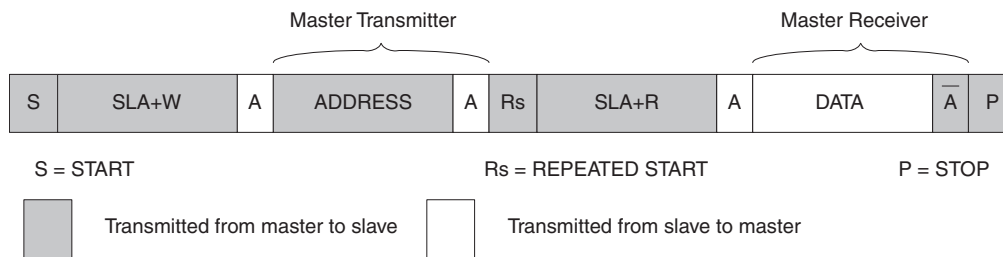 Master Transmitter Master Receiver
S SLA+W A ADDRESS A Rs SLA+R A DATA A̅ P
S = START Rs = REPEATED START P = STOP
Transmitted from master to slave Transmitted from slave to master